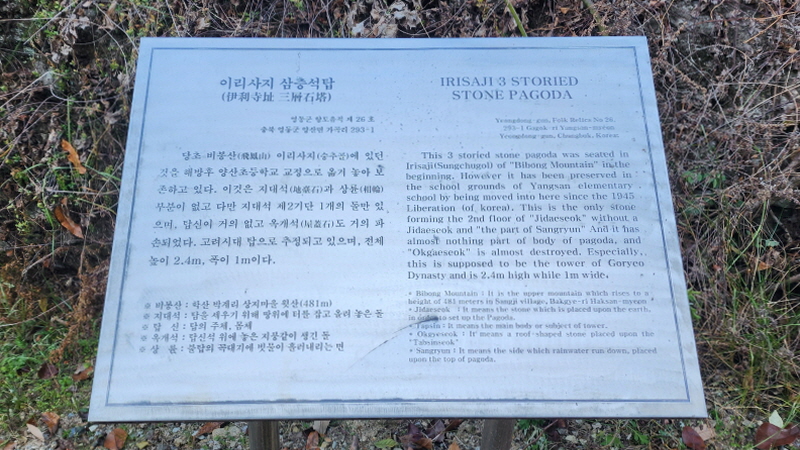 이리사지 삼층석탑
(伊利寺址 三層石塔)
영동군 향토유적 제 26 호
충북 영동군 양산면 가곡리 293-1
당초 비봉산(飛鳳山) 이리사지(승주골)에 있던
것을 해방후 양산초등학교 교정으로 옮겨 놓아 보
존하고 있다. 이것은 지대석(地臺石)과 상륜(相輪)
부분이 없고 다만 지대석 제2기단 1개의 돌만 있
으며, 탑신이 거의 없고 옥개석(屋蓋石)도 거의 파
손되었다. 고려시대 탑으로 추정되고 있으며, 전체
높이 2.4m, 폭이 1m이다.
※ 비봉산 : 학산 박계리 상지마을 뒷산(481m)
※ 지대석 : 탑을 세우기 위해 땅위에 터를 잡고 올려 놓은 돌
※ 탑 신 : 탑의 주체, 몸체
※ 옥개석 : 탑신석 위에 놓은 지붕같이 생긴 돌
※ 상 륜 : 불탑의 꼭대기에 빗물이 흘러내리는 면
IRISAJI 3 STORIED
STONE PAGODA
Yeongdong-gun, Folk Relics No 26.
293-1 Gagok-ri Yangsan-myeun
Yeongdong-gun, Chungbuk, Korea
This 3 storied stone pagoda was seated in
Irisaji(Sungchugol) of "Bibong Mountain" in the
beginning. However it has been preserved in
the school grounds of Yangsan elementary
school by being moved into here since the 1945
Liberation (of korea). This is the only stone
forming the 2nd floor of "Jidaeseok" without a
Jidaeseok and "the part of Sangryun" And it has
almost nothing part of body of pagoda, and
"Okgaeseok" is almost destroyed. Especially,
this is supposed to be the tower of Goryeo
Dynasty and is 2.4m high while 1m wide.
• Bibong Mountain : It is the upper mountain which rises to a
height of 481 meters in Sangji village, Bakgye-ri Haksan-myeon
• Jidaeseok : It means the stone which is placed upon the earth,
in order to set up the Pagoda.
• Tapsin : It means the main body or subject of tower.
• Okgaeseok : It means a roof-shaped stone placed upon the
"Tabsinseok"
• Sangryun : It means the side which rainwater run down, placed
upon the top of pagoda.